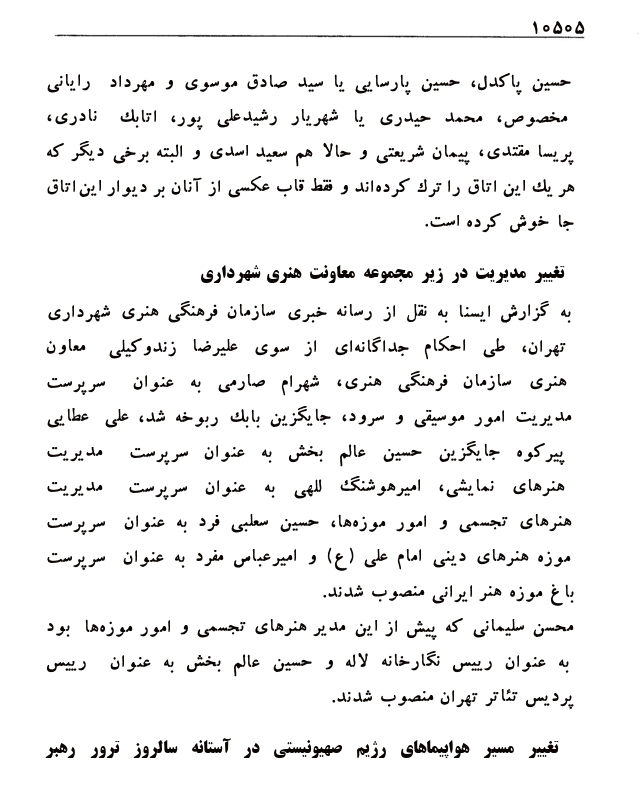 ۱۰۵۰۵
حسین پاکدل، حسین پارسایی یا سید صادق موسوی و مهرداد رایانی
مخصوص، محمد حیدری یا شهریار رشیدعلی پور، اتابك نادری،
پریسا مقتدی، پیمان شریعتی و حالا هم سعید اسدی و البته برخی دیگر که
هر یك این اتاق را ترك کرده‌اند و فقط قاب عکسی از آنان بر دیوار این اتاق
جا خوش کرده است.
تغییر مدیریت در زیر مجموعه معاونت هنری شهرداری
به گزارش ایسنا به نقل از رسانه خبری سازمان فرهنگی هنری شهرداری
تهران، طی احکام جداگانه‌ای از سوی علیرضا زندوکیلی معاون
هنری سازمان فرهنگی هنری، شهرام صارمی به عنوان سرپرست
مدیریت امور موسیقی و سرود، جایگزین بابك ربوخه شد، علی عطایی
پیرکوه جایگزین حسین عالم بخش به عنوان سرپرست مدیریت
هنرهای نمایشی، امیرهوشنگ للهی به عنوان سرپرست مدیریت
هنرهای تجسمی و امور موزه‌ها، حسین سعلبی فرد به عنوان سرپرست
موزه هنرهای دینی امام علی (ع) و امیرعباس مفرد به عنوان سرپرست
باغ موزه هنر ایرانی منصوب شدند.
محسن سلیمانی که پیش از این مدیر هنرهای تجسمی و امور موزه‌ها بود
به عنوان رییس نگارخانه لاله و حسین عالم بخش به عنوان رییس
پردیس تئاتر تهران منصوب شدند.
تغییر مسیر هواپیماهای رژیم صهیونیستی در آستانه سالروز ترور رهبر